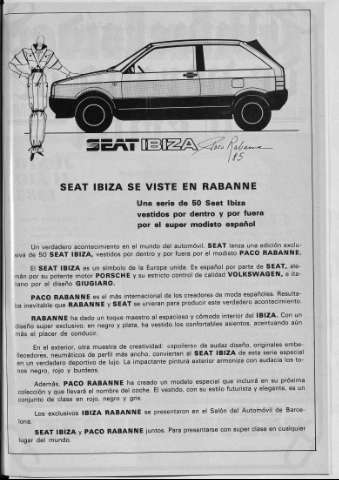 SEAT IBIZA Paco Rabanne
85
SEAT IBIZA SE VISTE EN RABANNE
Una serie de 50 Seat Ibiza
vestidos por dentro y por fuera
por el super modisto español
Un verdadero acontecimiento en el mundo del automóvil. SEAT lanza una edición exclu-
siva de 50 SEAT IBIZA, vestidos por dentro y por fuera por el modisto PACO RABANNE.
El SEAT IBIZA es un símbolo de la Europa unida. Es español por parte de SEAT, ale-
mán por su potente motor PORSCHE y su estricto control de calidad VOLKSWAGEN, e ita-
liano por el diseño GIUGIARO.
PACO RABANNE es el más internacional de los creadores de moda españoles. Resulta-
ba inevitable que RABANNE y SEAT se unieran para producir este verdadero acontecimiento.
RABANNE ha dado un toque maestro al espacioso y cómodo interior del IBIZA. Con un
diseño super exclusivo, en negro y plata, ha vestido los confortables asientos, acentuando aún
más el placer de conducir.
En el exterior, otra muestra de creatividad: «spoilers» de audaz diseño, originales embe-
llecedores, neumáticos de perfil más ancho, convierten al SEAT IBIZA de esta serie especial
en un verdadero deportivo de lujo. La impactante pintura exterior armoniza con audacia los to-
nos negro, rojo y burdeos.
Además, PACO RABANNE ha creado un modelo especial que incluirá en su próxima
colección y que llevará el nombre del coche. El vestido, con su estilo futurista y elegante, es un
conjunto de class en rojo, negro y gris.
Los exclusivos IBIZA RABANNE se presentaron en el Salón del Automóvil de Barce-
lona.
SEAT IBIZA y PACO RABANNE juntos. Para presentarse con super clase en cualquier
lugar del mundo.